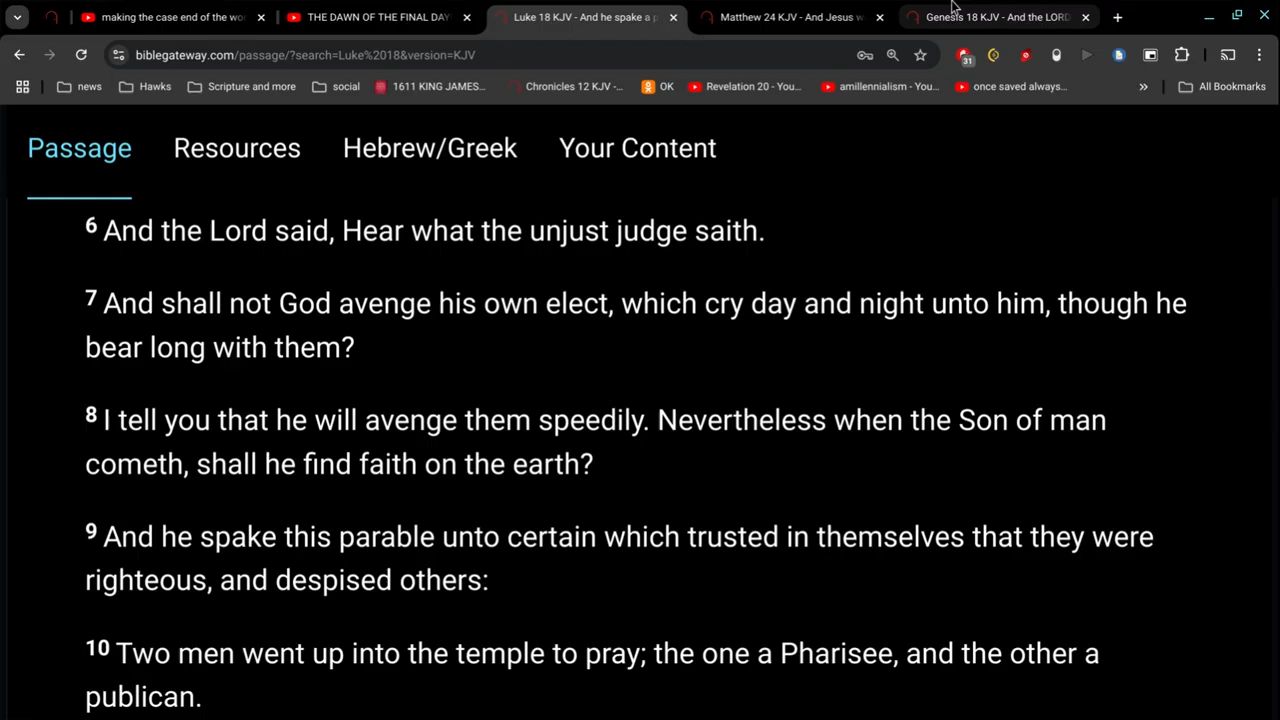 making the case end of the wo
THE DAWN OF THE FINAL DAY
Luke 18 KJV - And he spake a p
Matthew 24 KJV - And Jesus w
Genesis 18 KJV - And the LORD
biblegateway.com/passage/?search=Luke%2018&version=KJV
31
news
Hawks
Scripture and more
social
1611 KING JAMES...
Chronicles 12 KJV -...
OK
Revelation 20 - You...
amillennialism - You...
once saved always...
»
All Bookmarks
Passage
Resources
Hebrew/Greek
Your Content
6 And the Lord said, Hear what the unjust judge saith.
7 And shall not God avenge his own elect, which cry day and night unto him, though he
bear long with them?
8 I tell you that he will avenge them speedily. Nevertheless when the Son of man
cometh, shall he find faith on the earth?
9 And he spake this parable unto certain which trusted in themselves that they were
righteous, and despised others:
10 Two men went up into the temple to pray; the one a Pharisee, and the other a
publican.